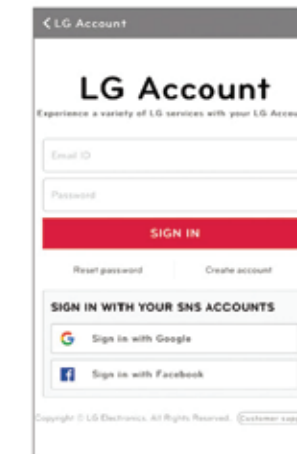 LG Account
LG Account
Experience a variety of LG services with your LG Accou
Email ID
Password
SIGN IN
Reset password Create account
SIGN IN WITH YOUR SNS ACCOUNTS
Sign in with Google
Sign in with Facebook
Copyright © LG Electronics. All Rights Reserved. Customer